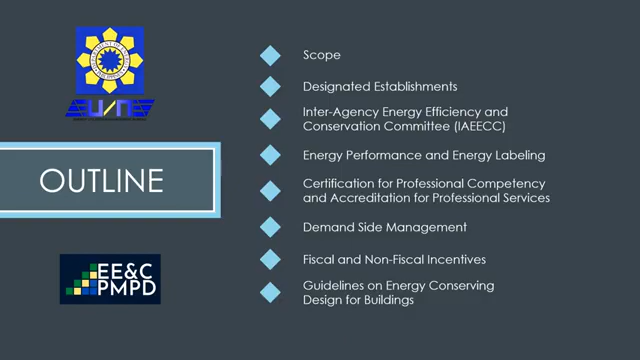 OUTLINE
EE&C
PMPD
Scope
Designated Establishments
Inter-Agency Energy Efficiency and
Conservation Committee (IAEECC)
Energy Performance and Energy Labeling
Certification for Professional Competency
and Accreditation for Professional Services
Demand Side Management
Fiscal and Non-Fiscal Incentives
Guidelines on Energy Conserving
Design for Buildings